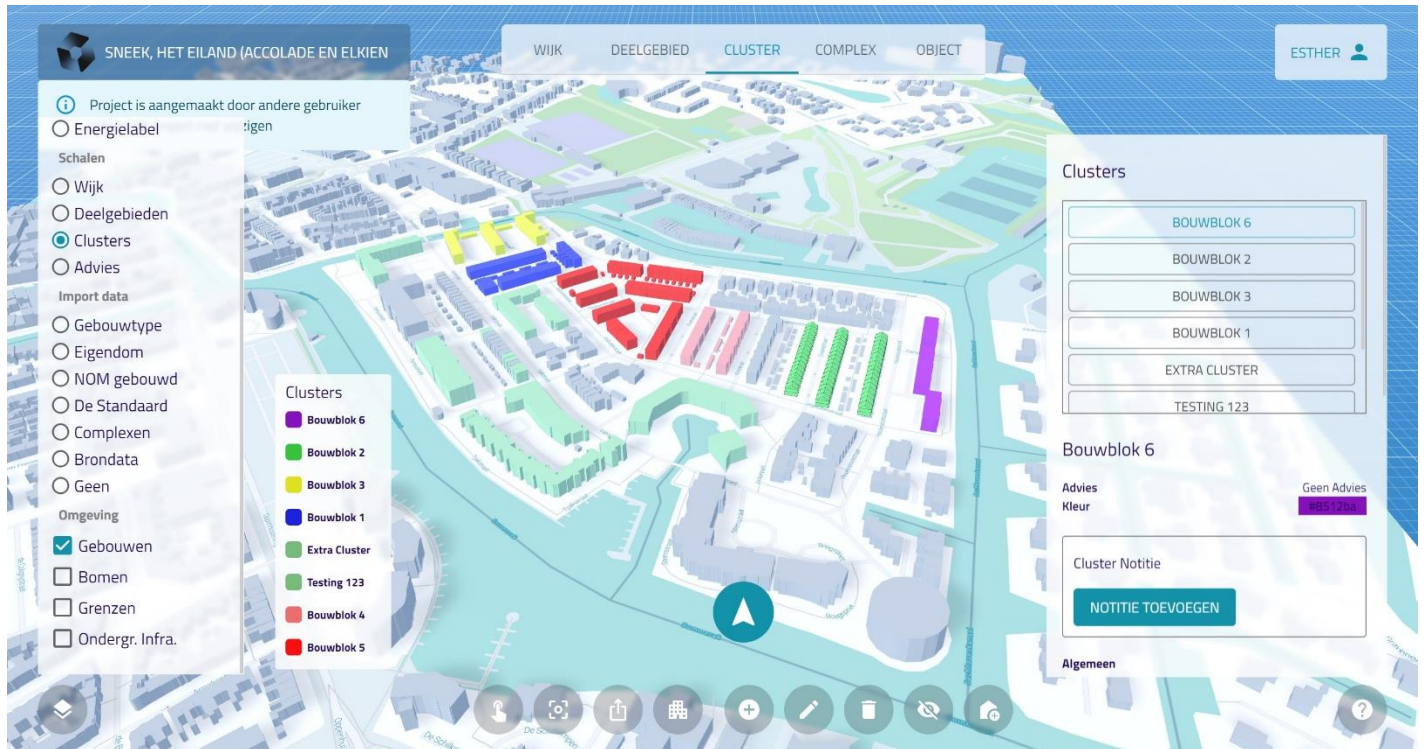 SNEEK, HET EILAND (ACCOLADE EN ELKIEN
WIJK
DEELGEBIED
CLUSTER
COMPLEX
OBJECT
ESTHER
Project is aangemaakt door andere gebruiker
Energielabel
Schalen
Wijk
Deelgebieden
Clusters
Advies
Import data
Gebouwtype
Eigendom
NOM gebouwd
De Standaard
Complexen
Brondata
Geen
Omgeving
Gebouwen
Bomen
Grenzen
Ondergr. Infra.
Clusters
Bouwblok 6
Bouwblok 2
Bouwblok 3
Bouwblok 1
Extra Cluster
Testing 123
Bouwblok 4
Bouwblok 5
Clusters
BOUWBLOK 6
BOUWBLOK 2
BOUWBLOK 3
BOUWBLOK 1
EXTRA CLUSTER
TESTING 123
Bouwblok 6
Advies Geen Advies
Kleur #8512ba
Cluster Notitie
NOTITIE TOEVOEGEN
Algemeen